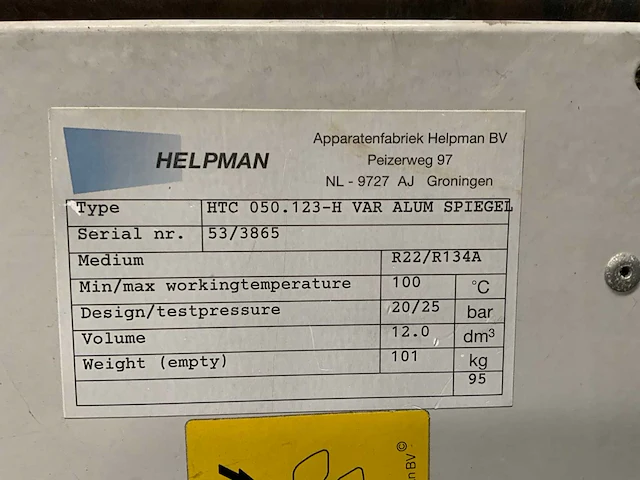 HELPMAN
Apparatenfabriek Helpman BV
Peizerweg 97
NL - 9727 AJ Groningen
Type HTC 050.123-H VAR ALUM SPIEGEL
Serial nr. 53/3865
Medium R22/R134A
Min/max workingtemperature 100 °C
Design/testpressure 20/25 bar
Volume 12.0 dm³
Weight (empty) 101 kg
95
BV ©